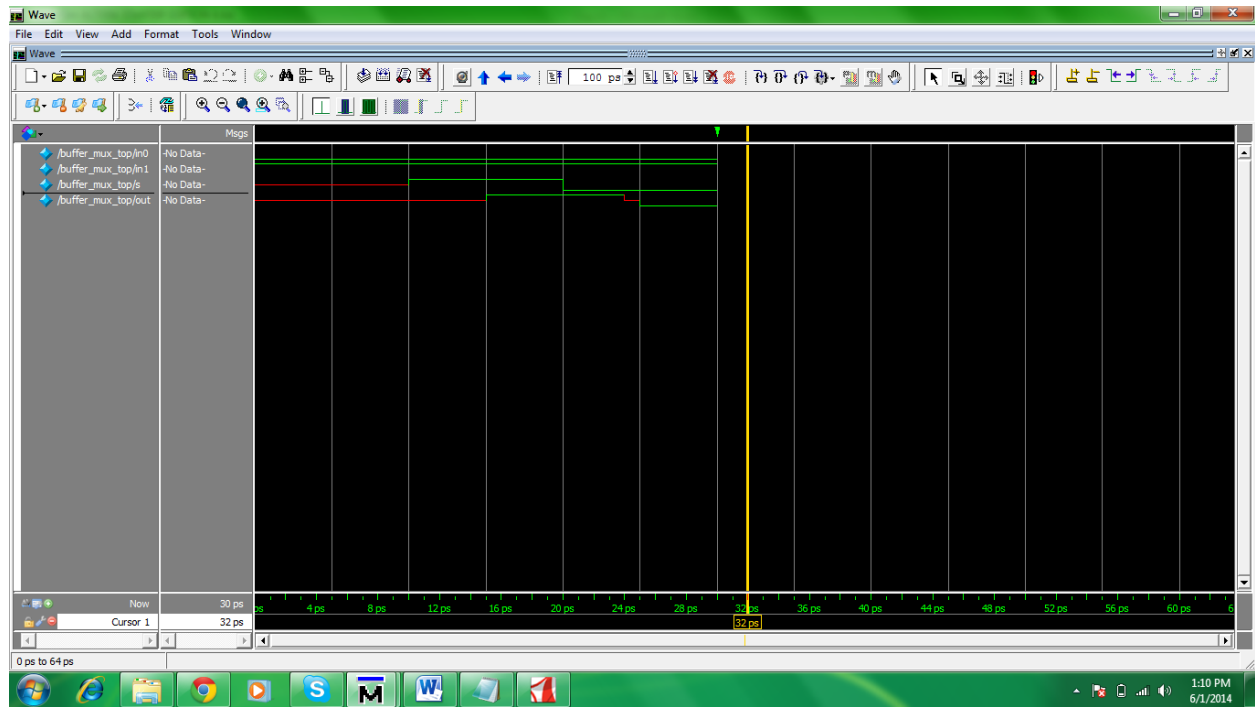 Wave
File Edit View Add Format Tools Window
Wave
100 ps
Msgs
/buffer_mux_top/in0 -No Data-
/buffer_mux_top/in1 -No Data-
/buffer_mux_top/s -No Data-
/buffer_mux_top/out -No Data-
Now 30 ps
ps 4 ps 8 ps 12 ps 16 ps 20 ps 24 ps 28 ps 32 ps 36 ps 40 ps 44 ps 48 ps 52 ps 56 ps 60 ps 6
Cursor 1 32 ps 32 ps
0 ps to 64 ps
1:10 PM
6/1/2014